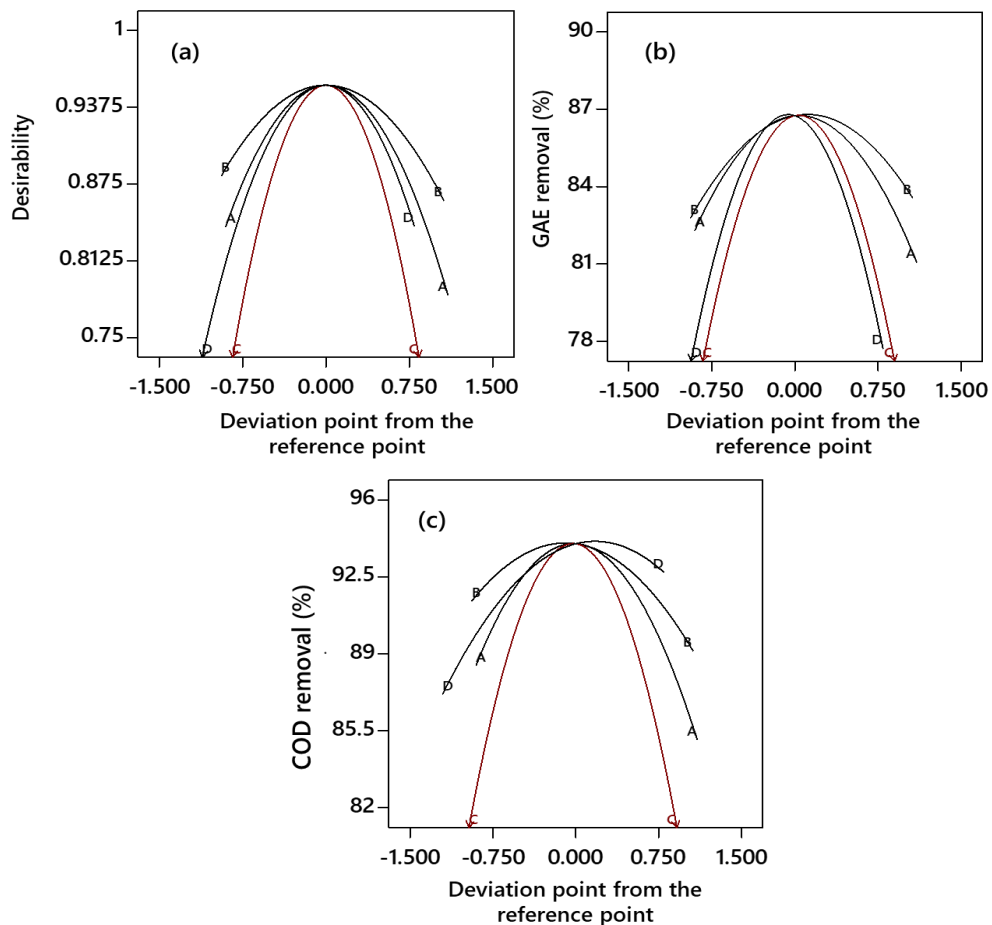 (a)
Desirability
1
0.9375
0.875
0.8125
0.75
B
A
D
C
B
D
A
C
-1.500 -0.750 0.000 0.750 1.500
Deviation point from the
reference point
(b)
GAE removal (%)
90
87
84
81
78
B
A
D
C
B
A
D
C
-1.500 -0.750 0.000 0.750 1.500
Deviation point from the
reference point
(c)
COD removal (%)
96
92.5
89
85.5
82
B
A
D
C
D
B
A
C
-1.500 -0.750 0.000 0.750 1.500
Deviation point from the
reference point